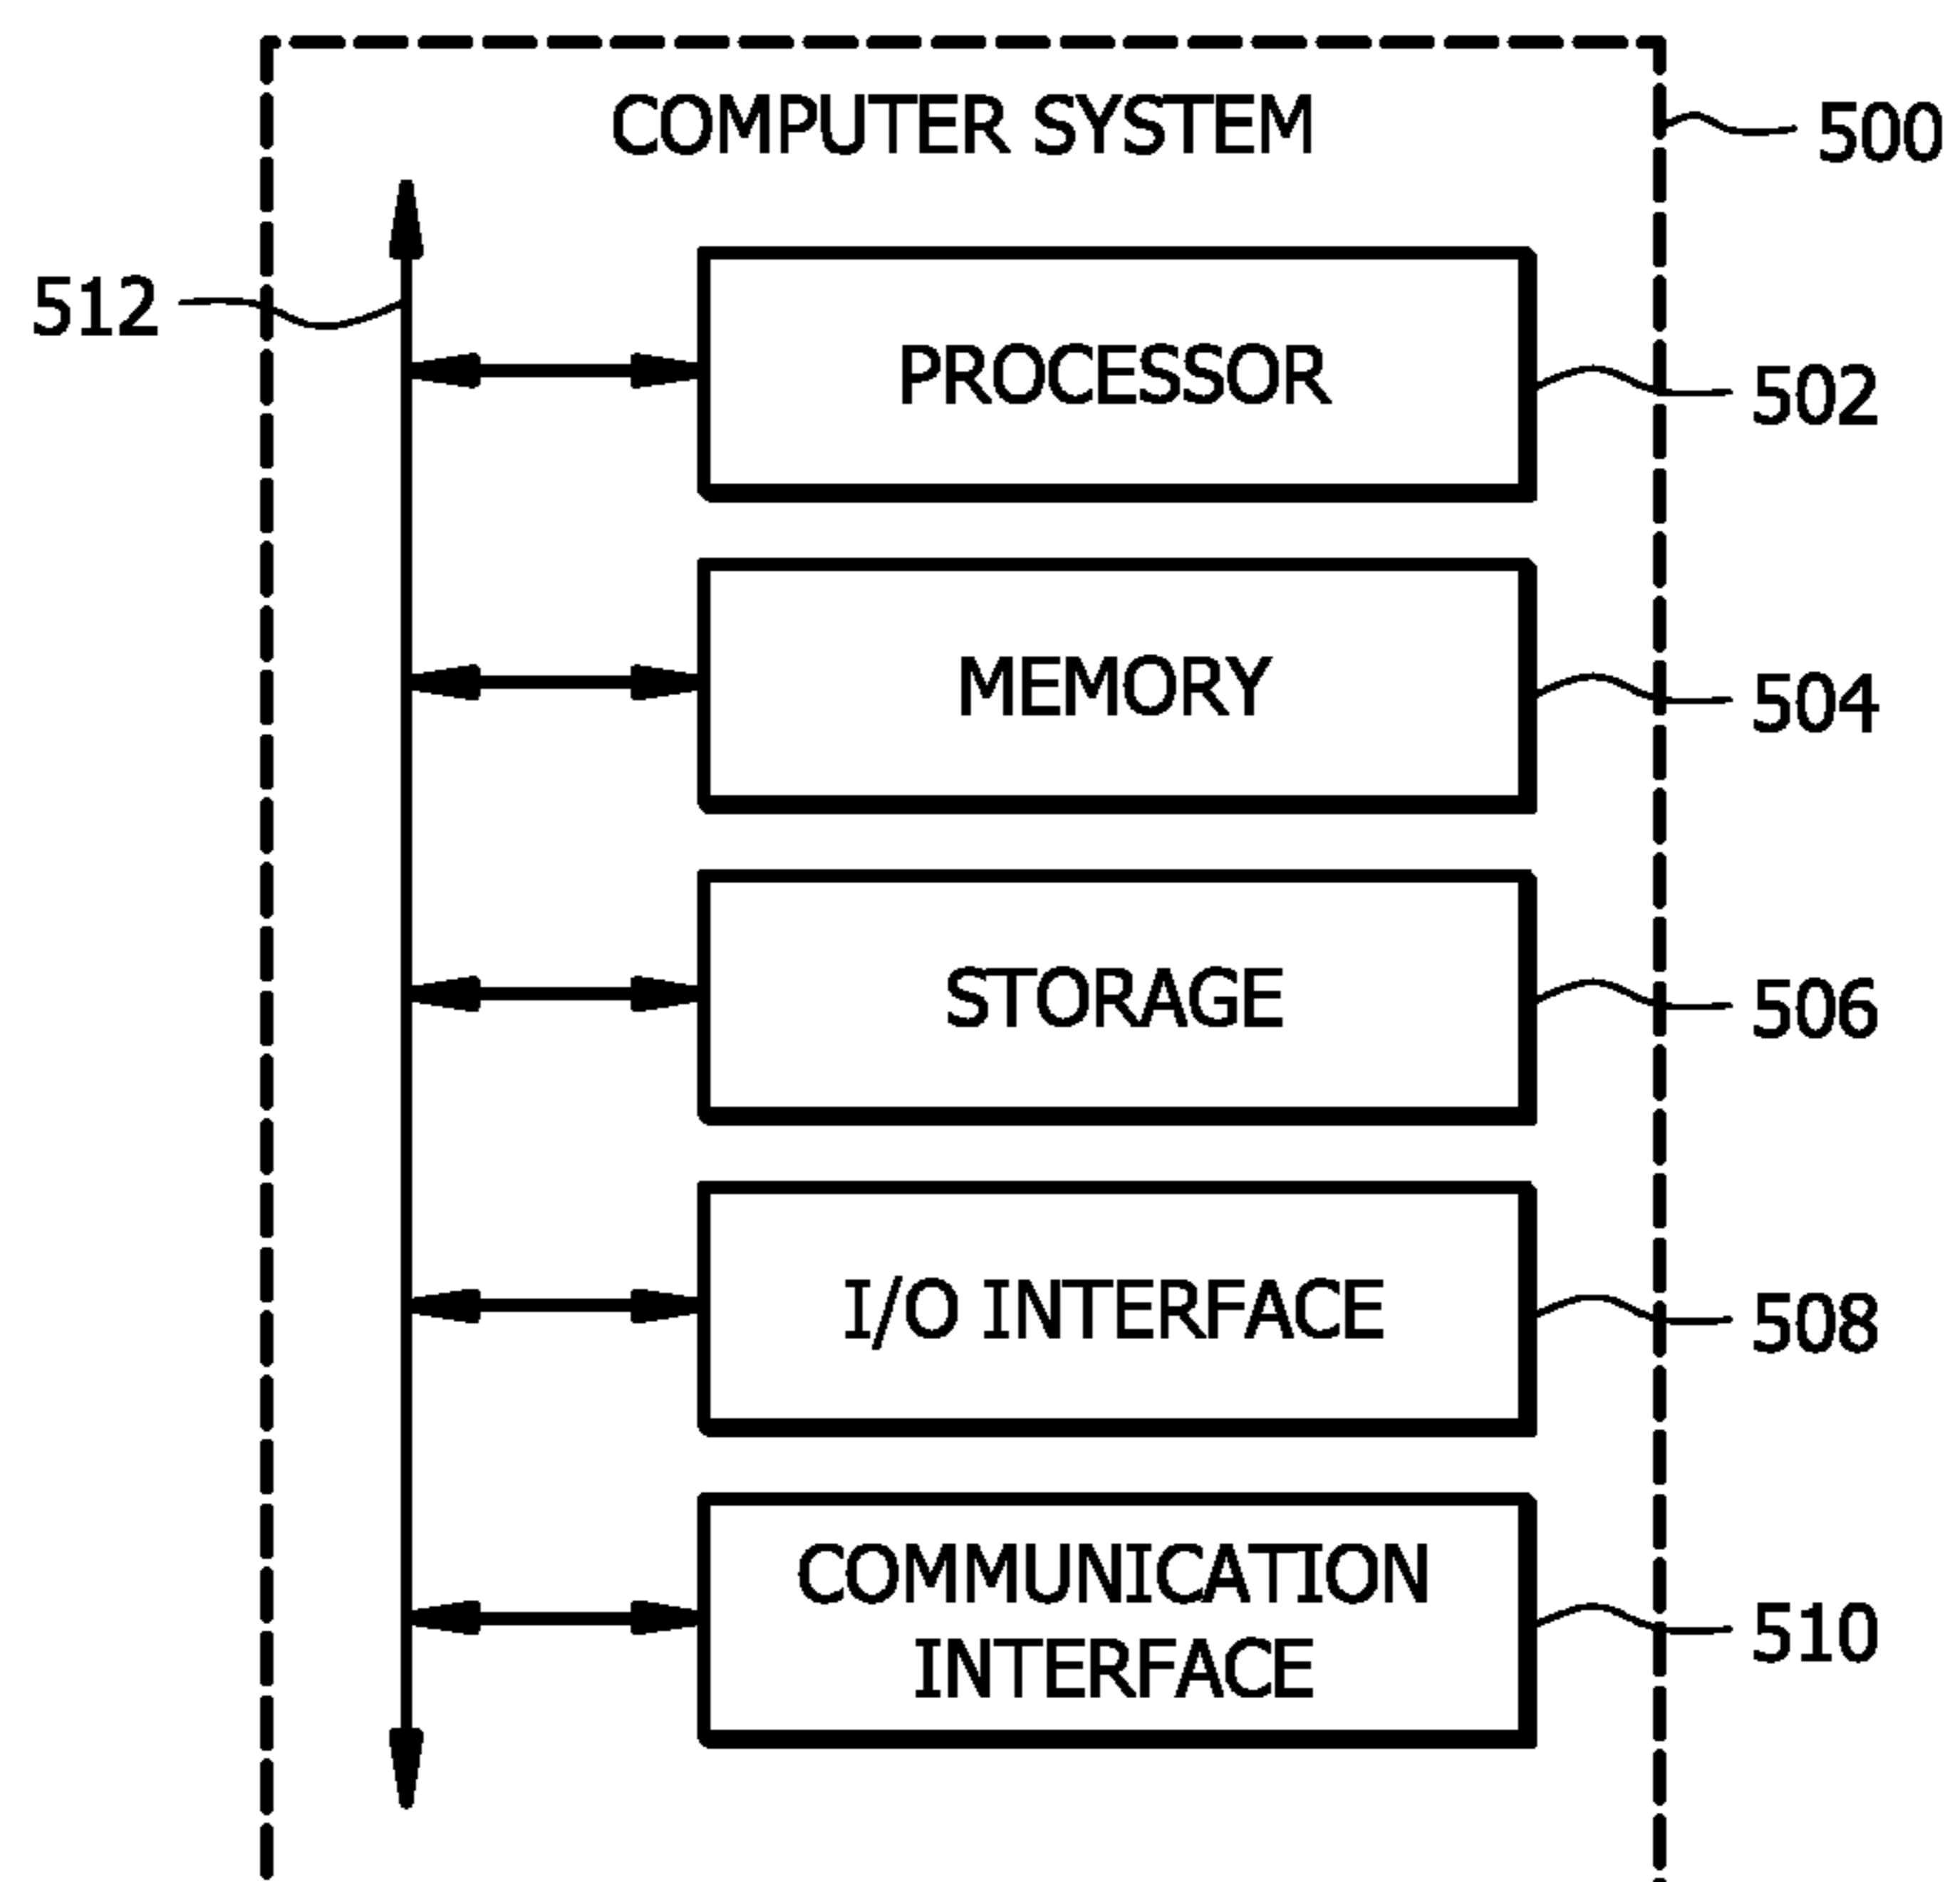 COMPUTER SYSTEM
500
512
PROCESSOR
502
MEMORY
504
STORAGE
506
I/O INTERFACE
508
COMMUNICATION
INTERFACE
510